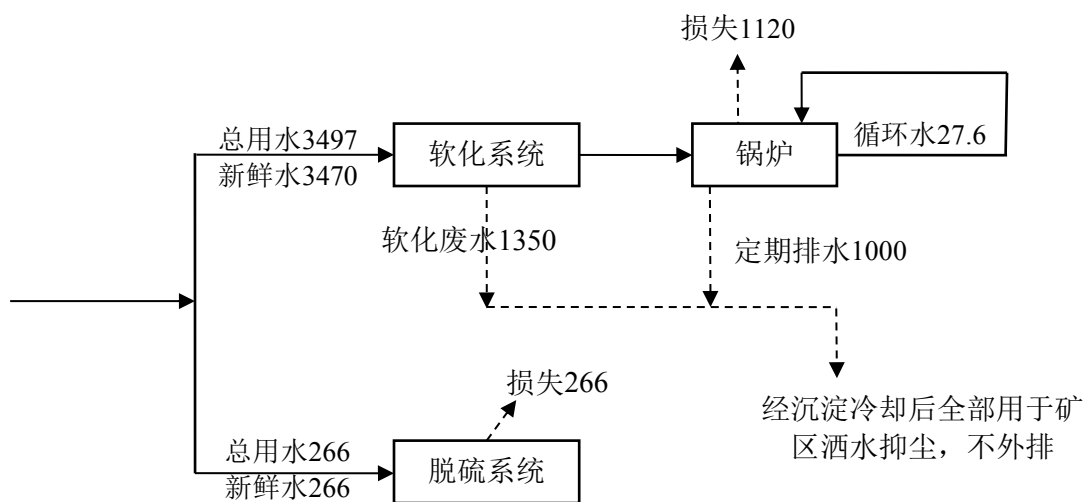 损失1120
总用水3497
新鲜水3470
软化系统
锅炉
循环水27.6
软化废水1350
定期排水1000
损失266
经沉淀冷却后全部用于矿
区洒水抑尘，不外排
总用水266
新鲜水266
脱硫系统